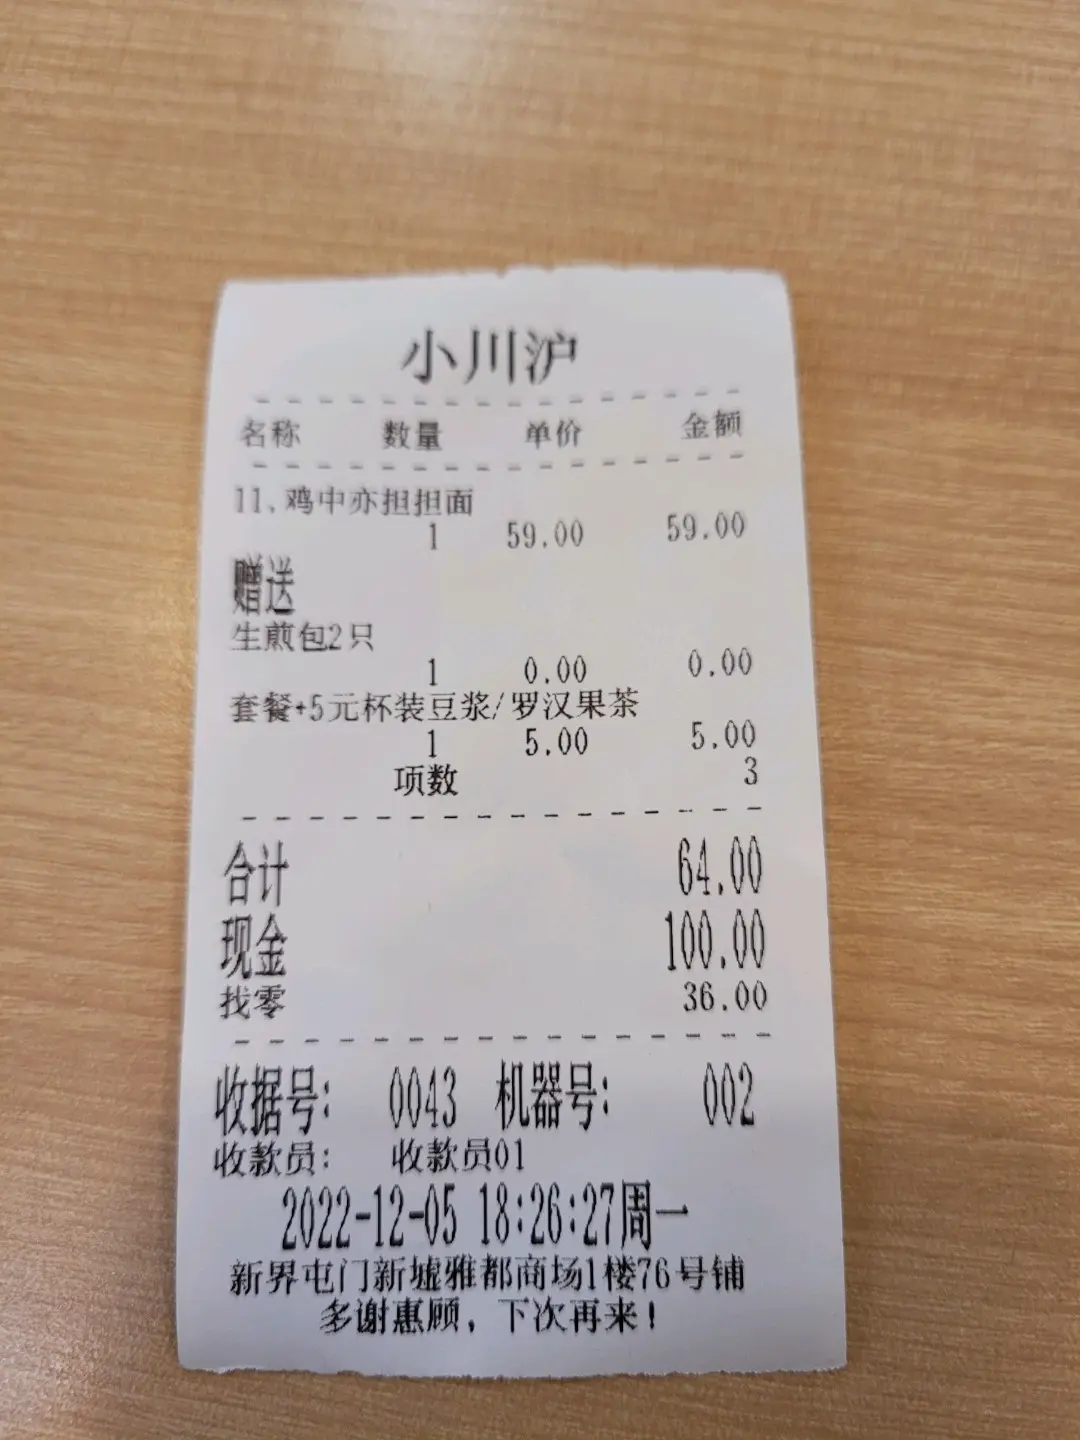 小川沪
名称 数量 单价 金额
11、鸡中亦担担面
1 59.00 59.00
赠送
生煎包2只
1 0.00 0.00
套餐+5元杯装豆浆/罗汉果茶
1 5.00 5.00
项数 3
合计 64.00
现金 100.00
找零 36.00
收据号: 0043 机器号: 002
收款员: 收款员01
2022-12-05 18:26:27周一
新界屯门新墟雅都商场1楼76号铺
多谢惠顾，下次再来!